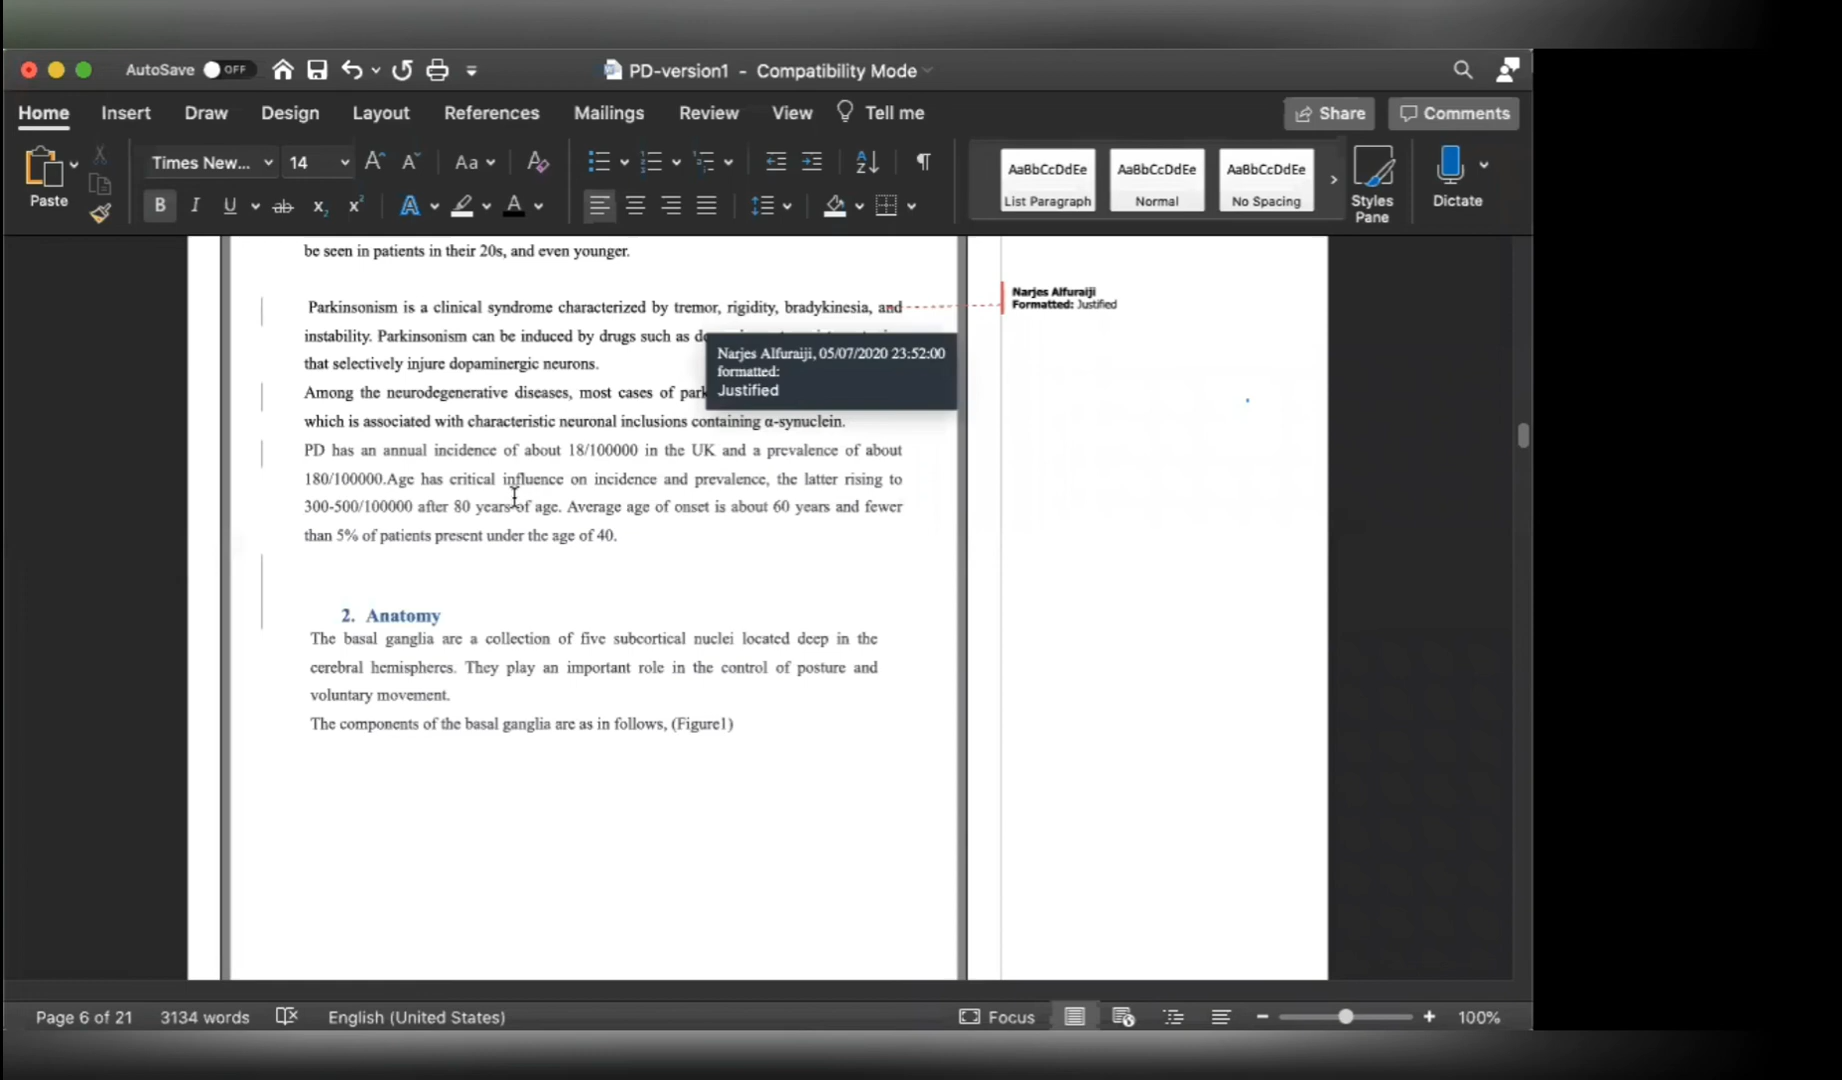 AutoSave OFF PD-version1 - Compatibility Mode
Home Insert Draw Design Layout References Mailings Review View Tell me Share Comments
Times New... 14 Aa AaBbCcDdEe AaBbCcDdEe AaBbCcDdEe
Paste B I U ab x₂ x² A A List Paragraph Normal No Spacing Styles Pane Dictate
be seen in patients in their 20s, and even younger.
Parkinsonism is a clinical syndrome characterized by tremor, rigidity, bradykinesia, and
instability. Parkinsonism can be induced by drugs such as
that selectively injure dopaminergic neurons.
Among the neurodegenerative diseases, most cases of
which is associated with characteristic neuronal inclusions containing α-synuclein.
PD has an annual incidence of about 18/100000 in the UK and a prevalence of about
180/100000.Age has critical influence on incidence and prevalence, the latter rising to
300-500/100000 after 80 years of age. Average age of onset is about 60 years and fewer
than 5% of patients present under the age of 40.
2. Anatomy
The basal ganglia are a collection of five subcortical nuclei located deep in the
cerebral hemispheres. They play an important role in the control of posture and
voluntary movement.
The components of the basal ganglia are as in follows, (Figure1)
Narjes Alfuraiji, 05/07/2020 23:52:00
formatted:
Justified
Narjes Alfuraiji
Formatted: Justified
Page 6 of 21 3134 words English (United States) Focus 100%